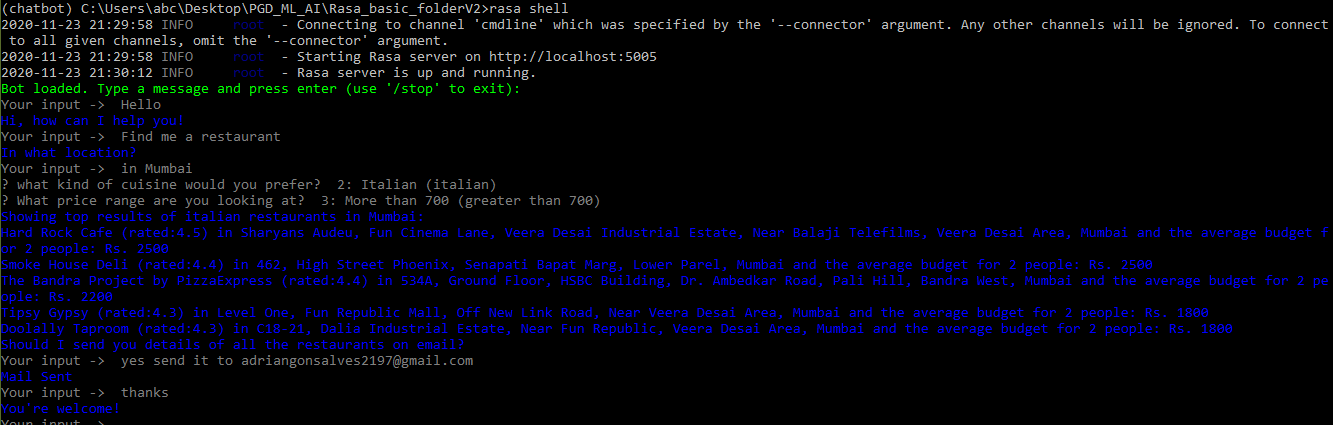 (chatbot) C:\Users\abc\Desktop\PGD_ML_AI\Rasa_basic_folderV2>rasa shell
2020-11-23 21:29:58 INFO     root  - Connecting to channel 'cmdline' which was specified by the '--connector' argument. Any other channels will be ignored. To connect
 to all given channels, omit the '--connector' argument.
2020-11-23 21:29:58 INFO     root  - Starting Rasa server on http://localhost:5005
2020-11-23 21:30:12 INFO     root  - Rasa server is up and running.
Bot loaded. Type a message and press enter (use '/stop' to exit):
Your input ->  Hello
Hi, how can I help you!
Your input ->  Find me a restaurant
In what location?
Your input ->  in Mumbai
? what kind of cuisine would you prefer?  2: Italian (italian)
? What price range are you looking at?  3: More than 700 (greater than 700)
Showing top results of italian restaurants in Mumbai:
Hard Rock Cafe (rated:4.5) in Sharyans Audeu, Fun Cinema Lane, Veera Desai Industrial Estate, Near Balaji Telefilms, Veera Desai Area, Mumbai and the average budget f
or 2 people: Rs. 2500
Smoke House Deli (rated:4.4) in 462, High Street Phoenix, Senapati Bapat Marg, Lower Parel, Mumbai and the average budget for 2 people: Rs. 2500
The Bandra Project by PizzaExpress (rated:4.4) in 534A, Ground Floor, HSBC Building, Dr. Ambedkar Road, Pali Hill, Bandra West, Mumbai and the average budget for 2 pe
ople: Rs. 2200
Tipsy Gypsy (rated:4.3) in Level One, Fun Republic Mall, Off New Link Road, Near Veera Desai Area, Mumbai and the average budget for 2 people: Rs. 1800
Doolally Taproom (rated:4.3) in C18-21, Dalia Industrial Estate, Near Fun Republic, Veera Desai Area, Mumbai and the average budget for 2 people: Rs. 1800
Should I send you details of all the restaurants on email?
Your input ->  yes send it to adriangonsalves2197@gmail.com
Mail Sent
Your input ->  thanks
You're welcome!
Your input ->